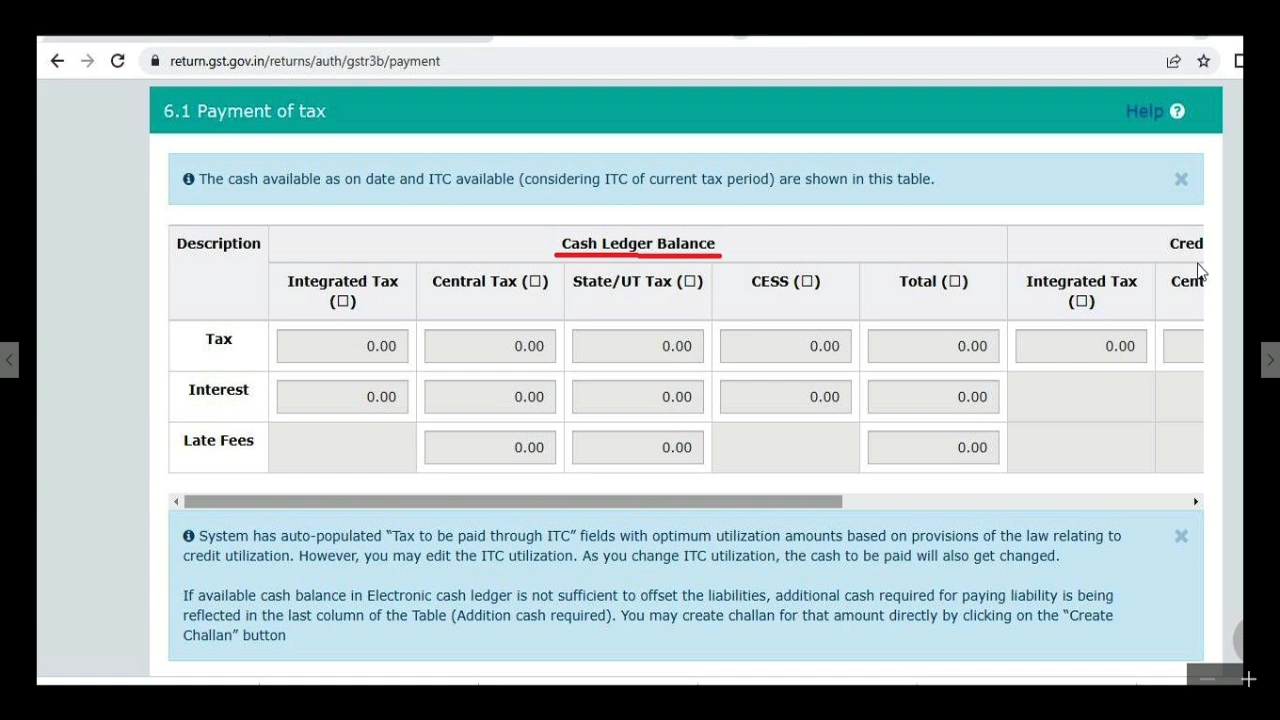 return.gst.gov.in/returns/auth/gstr3b/payment
6.1 Payment of tax Help ?
The cash available as on date and ITC available (considering ITC of current tax period) are shown in this table. ×
Description Cash Ledger Balance Cred
Integrated Tax (□) Central Tax (□) State/UT Tax (□) CESS (□) Total (□) Integrated Tax (□) Cent
Tax 0.00 0.00 0.00 0.00 0.00 0.00
Interest 0.00 0.00 0.00 0.00 0.00
Late Fees 0.00 0.00 0.00
System has auto-populated “Tax to be paid through ITC” fields with optimum utilization amounts based on provisions of the law relating to ×
credit utilization. However, you may edit the ITC utilization. As you change ITC utilization, the cash to be paid will also get changed.
If available cash balance in Electronic cash ledger is not sufficient to offset the liabilities, additional cash required for paying liability is being
reflected in the last column of the Table (Addition cash required). You may create challan for that amount directly by clicking on the “Create
Challan” button